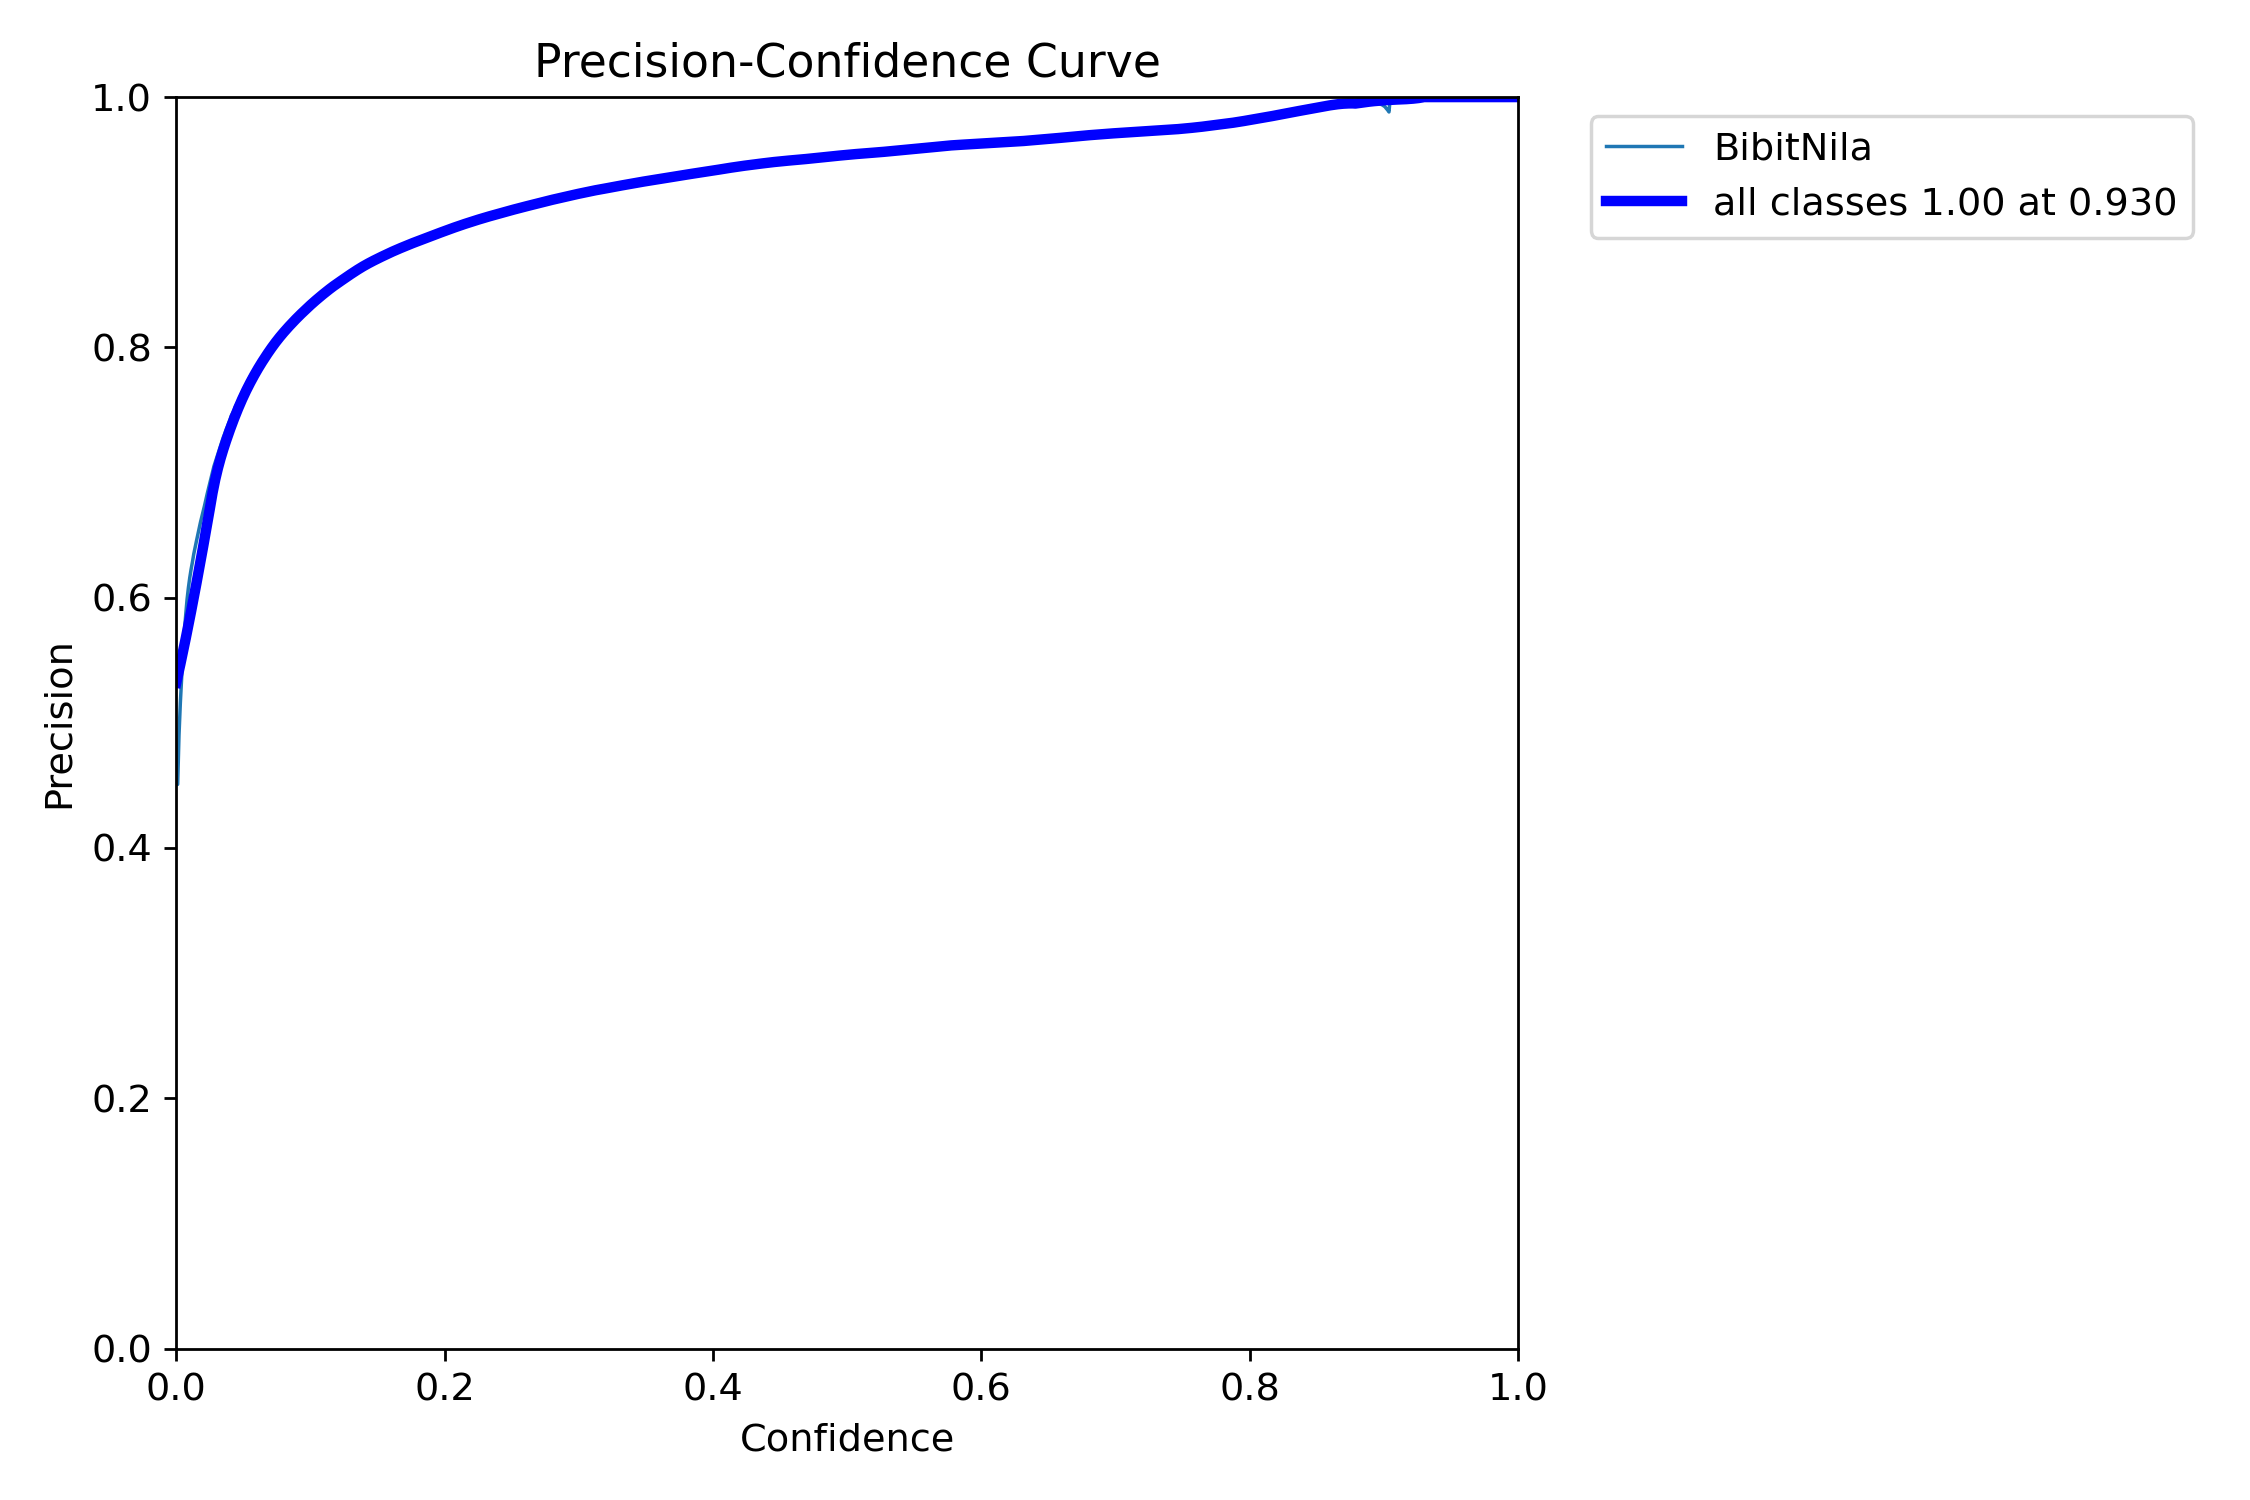 Precision-Confidence Curve
1.0
0.8
0.6
0.4
0.2
0.0
Precision
0.0 0.2 0.4 0.6 0.8 1.0
Confidence
BibitNila
all classes 1.00 at 0.930